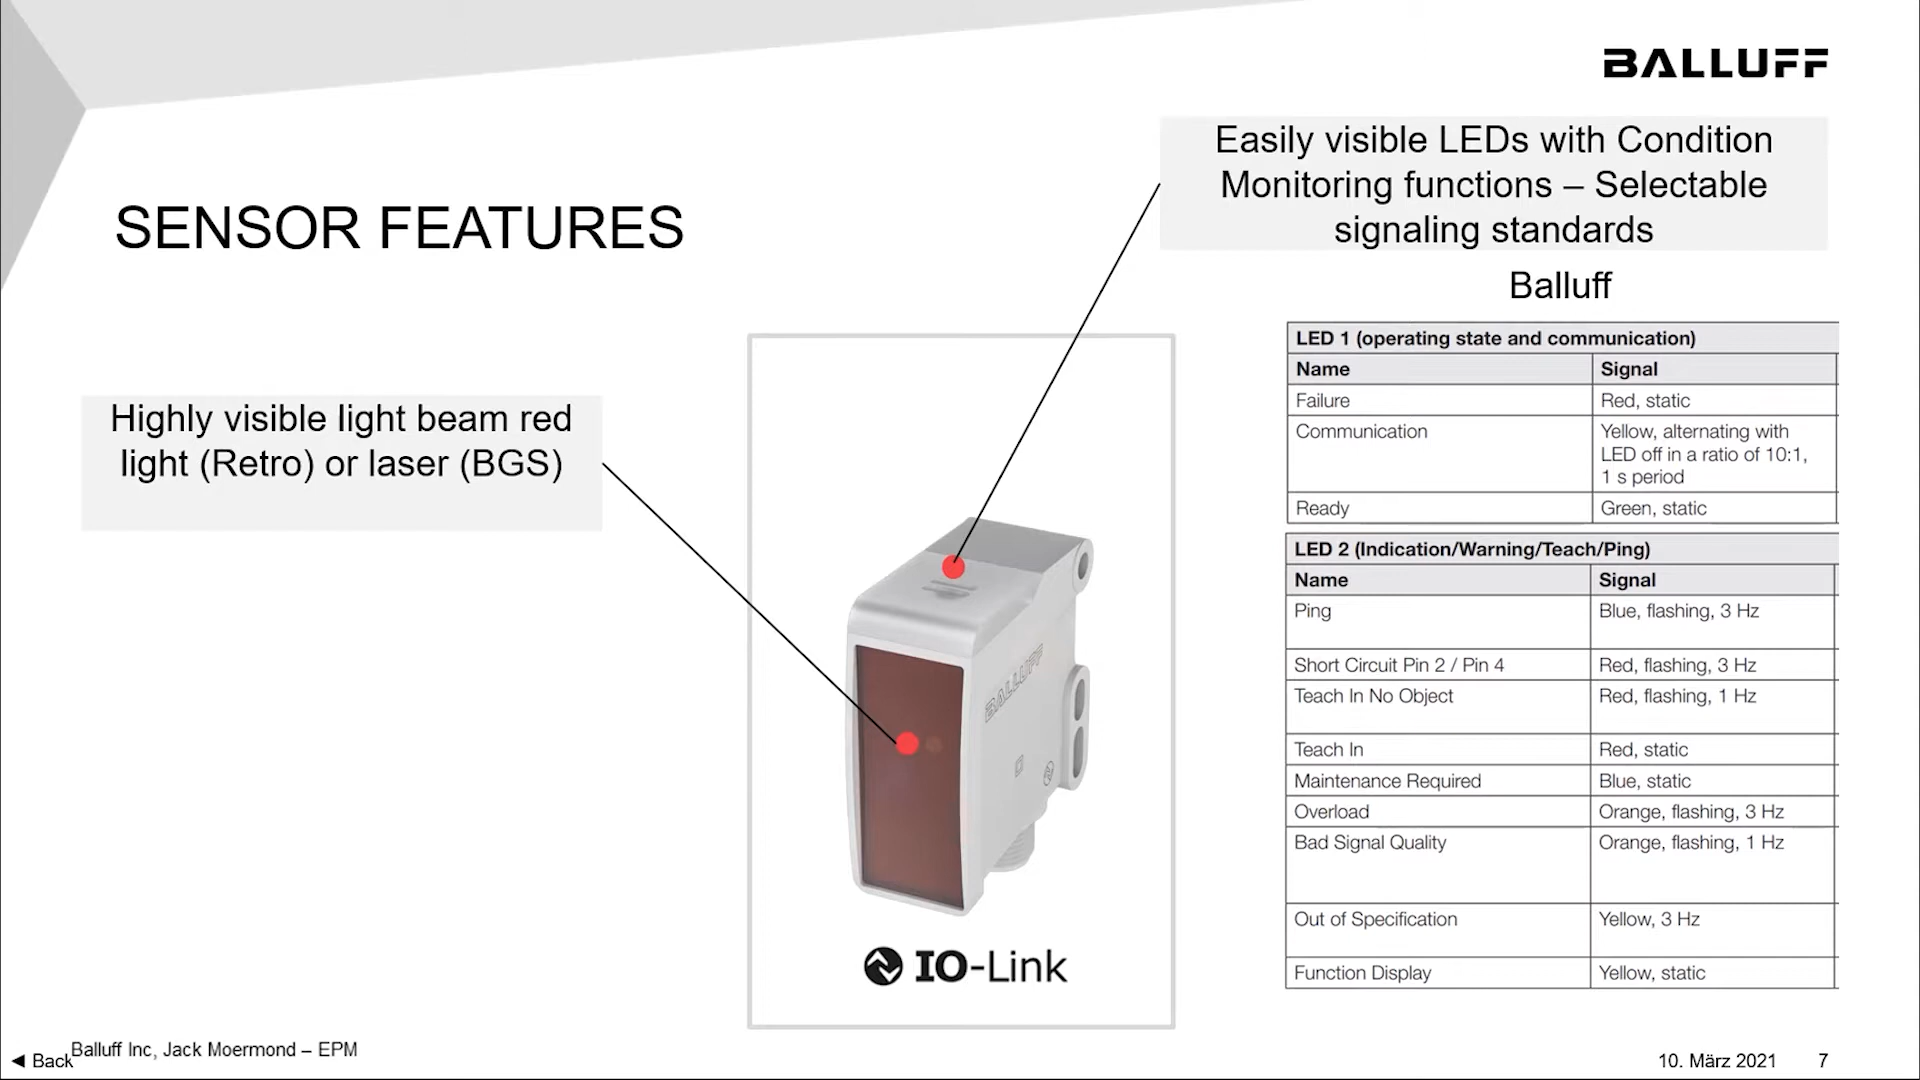 BALLUFF
SENSOR FEATURES
Easily visible LEDs with Condition
Monitoring functions – Selectable
signaling standards
Balluff
Highly visible light beam red
light (Retro) or laser (BGS)
BALLUFF
IO-Link
LED 1 (operating state and communication)
Name Signal
Failure Red, static
Communication Yellow, alternating with
LED off in a ratio of 10:1,
1 s period
Ready Green, static
LED 2 (Indication/Warning/Teach/Ping)
Name Signal
Ping Blue, flashing, 3 Hz
Short Circuit Pin 2 / Pin 4 Red, flashing, 3 Hz
Teach In No Object Red, flashing, 1 Hz
Teach In Red, static
Maintenance Required Blue, static
Overload Orange, flashing, 3 Hz
Bad Signal Quality Orange, flashing, 1 Hz
Out of Specification Yellow, 3 Hz
Function Display Yellow, static
Balluff Inc, Jack Moermond – EPM
◄ Back
10. März 2021 7